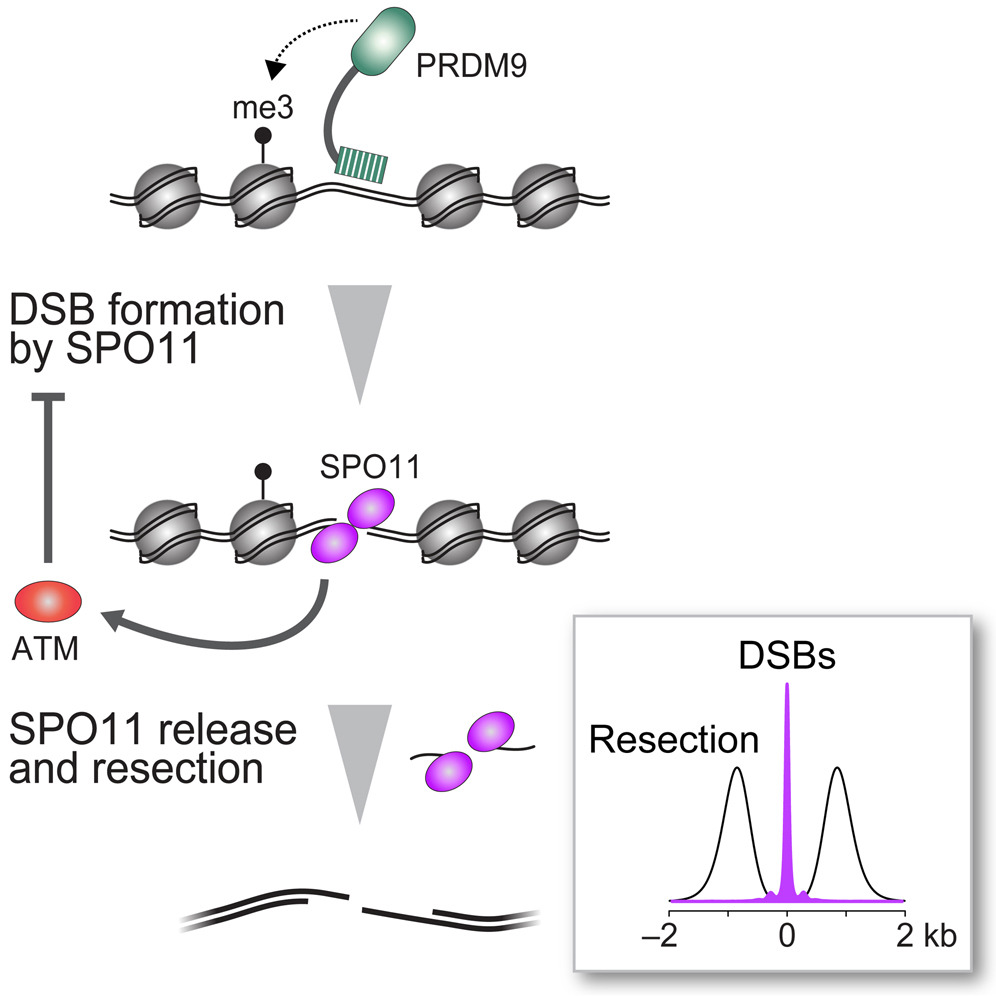 PRDM9
me3
DSB formation
by SPO11
SPO11
ATM
SPO11 release
and resection
DSBs
Resection
–2
0
2 kb